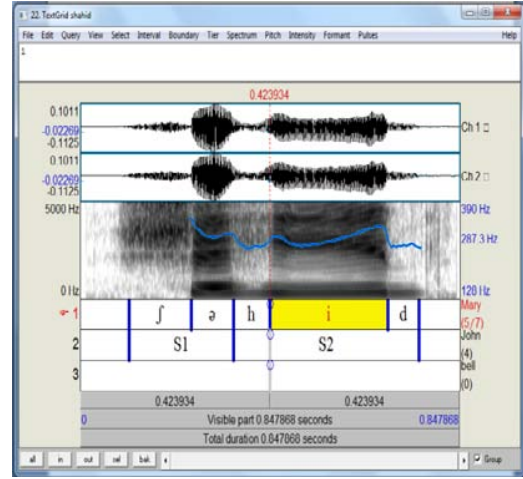 22. TextGrid shahid
File Edit Query View Select Interval Boundary Tier Spectrum Pitch Intensity Formant Pulses Help
1
0.423934
0.1011
-0.02269
-0.1125
Ch 1
0.1011
-0.02269
-0.1125
Ch 2
5000 Hz
390 Hz
287.3 Hz
0 Hz
120 Hz
1 ʃ ə h i d Mary (5/7)
2 S1 S2 John (4)
3 bell (0)
0.423934 0.423934
0 Visible part 0.847868 seconds 0.847868
Total duration 0.847868 seconds
all in out sel bak Group